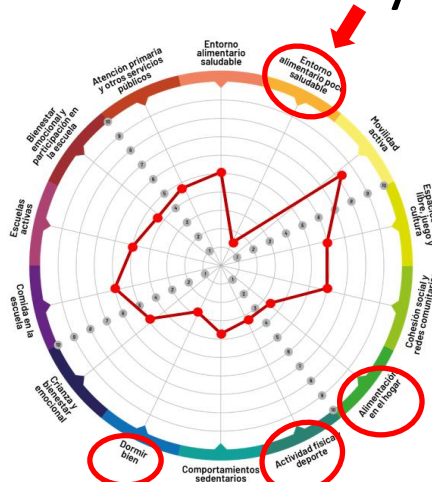 Entorno
alimentario
saludable
Entorno
alimentario poco
saludable
Movilidad
activa
libre, juego y
cultura
Cohesión social y
redes
Alimentación
en el hogar
Actividad física
deporte
Comportamientos
sedentarios
Dormir
bien
Crianza y
bienestar
emocional
Comida en la
escuela
Escuelas
activas
Bienestar
emocional y
participación en
la escuela
Atención primaria
y otros servicios
públicos